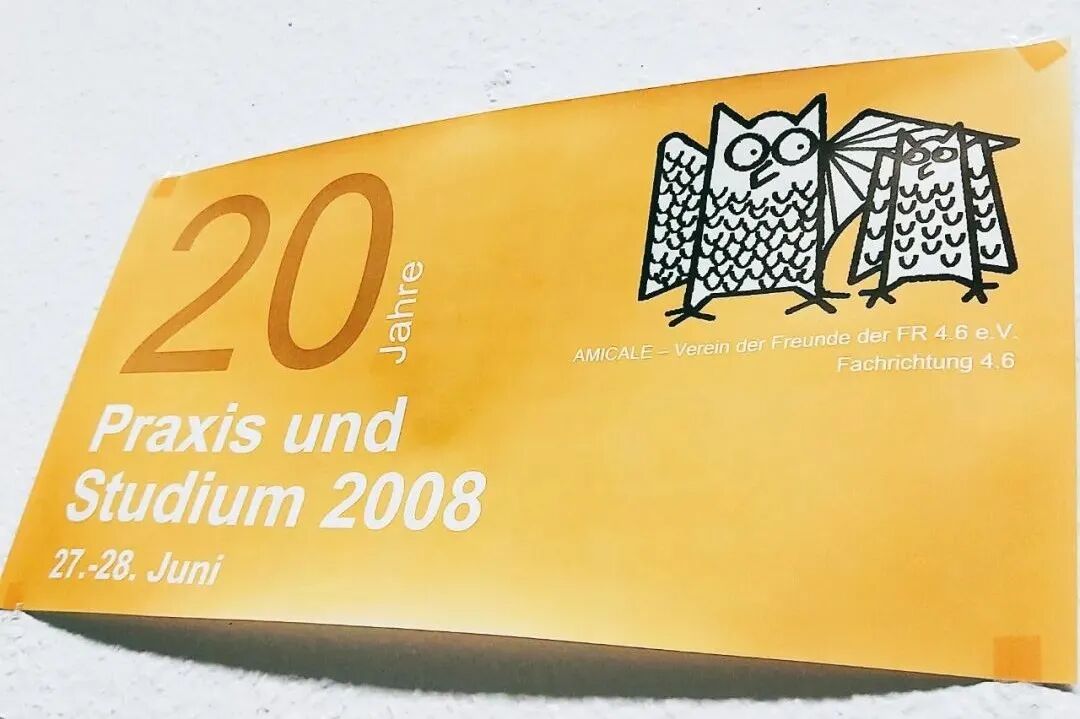 20
Jahre
Praxis und
Studium 2008
27.-28. Juni
AMICALE – Verein der Freunde der FR 4.6 e.V.
Fachrichtung 4.6